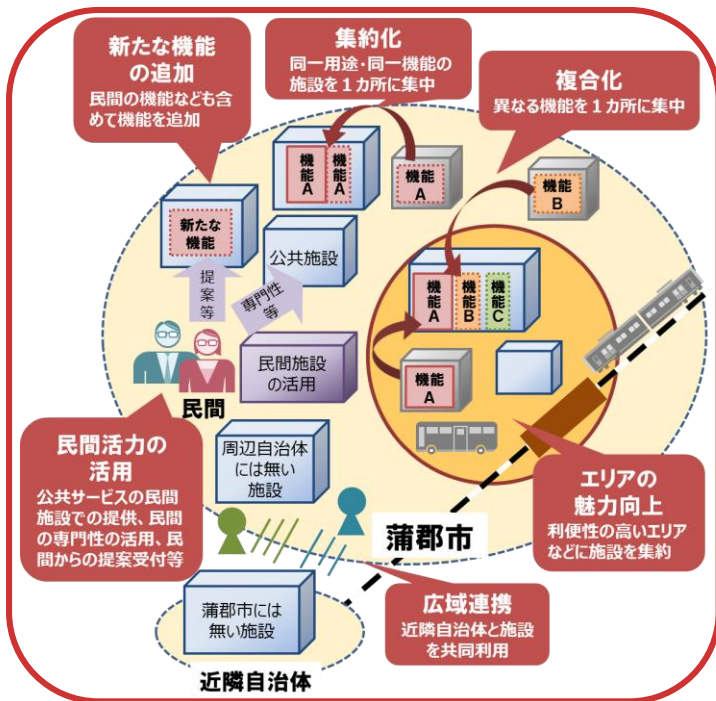 新たな機能
の追加
民間の機能なども含
めて機能を追加
集約化
同一用途・同一機能の
施設を１カ所に集中
複合化
異なる機能を１カ所に集中
機能A
機能A
機能
A
機能
B
新たな
機能
公共施設
提案等
専門性等
機能A
機能B
機能C
民間施設
の活用
機能
A
民間
民間活力の
活用
公共サービスの民間
施設での提供、民間
の専門性の活用、民
間からの提案受付等
周辺自治体
には無い
施設
エリアの
魅力向上
利便性の高いエリア
などに施設を集約
蒲郡市
広域連携
近隣自治体と施設
を共同利用
蒲郡市には
無い施設
近隣自治体